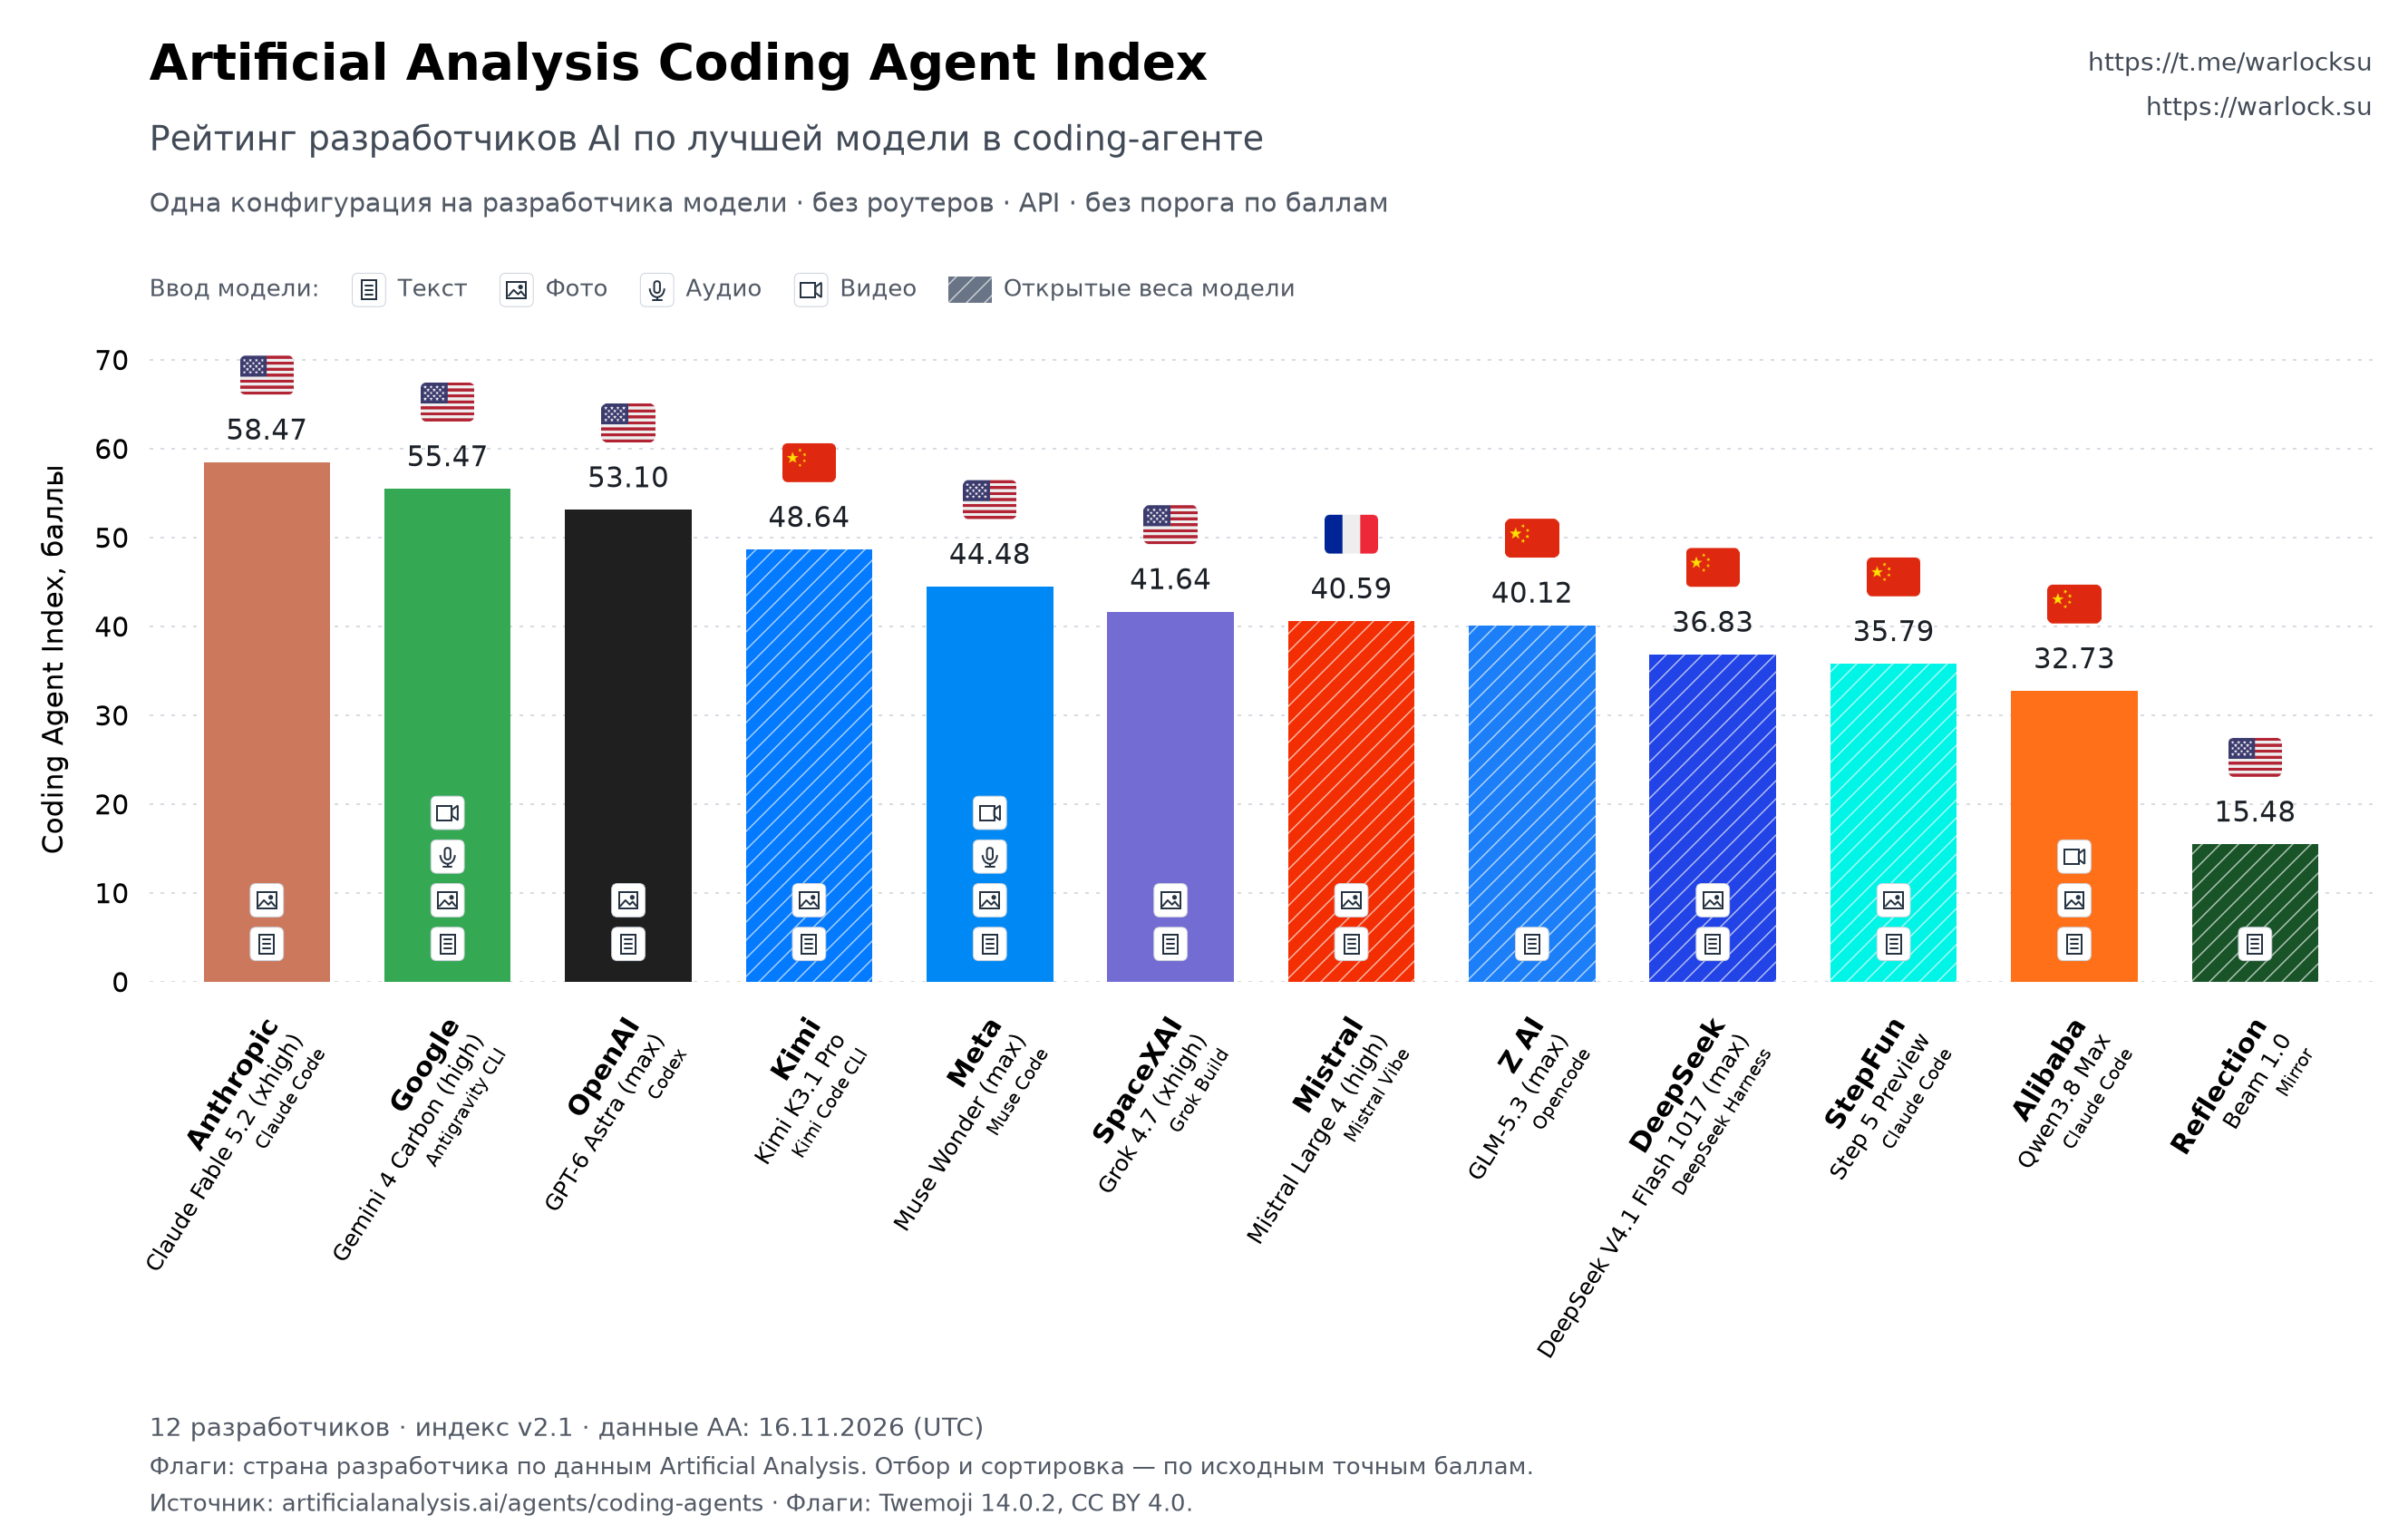 Artificial Analysis Coding Agent Index
https://t.me/warlocksu
https://warlock.su
Рейтинг разработчиков AI по лучшей модели в coding-агенте
Одна конфигурация на разработчика модели · без роутеров · API · без порога по баллам
Ввод модели: Текст Фото Аудио Видео Открытые веса модели
Coding Agent Index, баллы
70
60
50
40
30
20
10
0
58.47
55.47
53.10
48.64
44.48
41.64
40.59
40.12
36.83
35.79
32.73
15.48
Anthropic
Claude Fable 5.2 (xhigh)
Claude Code
Google
Gemini 4 Carbon (high)
Antigravity CLI
OpenAI
GPT-6 Astra (max)
Codex
Kimi
Kimi K3.1 Pro
Kimi Code CLI
Meta
Muse Wonder (max)
Muse Code
SpaceXAI
Grok 4.7 (xhigh)
Grok Build
Mistral
Mistral Large 4 (high)
Mistral Vibe
Z AI
GLM-5.3 (max)
Opencode
DeepSeek
DeepSeek V4.1 Flash 1017 (max)
DeepSeek Harness
StepFun
Step 5 Preview
Claude Code
Alibaba
Qwen3.8 Max
Claude Code
Reflection
Beam 1.0
Mirror
12 разработчиков · индекс v2.1 · данные AA: 16.11.2026 (UTC)
Флаги: страна разработчика по данным Artificial Analysis. Отбор и сортировка — по исходным точным баллам.
Источник: artificialanalysis.ai/agents/coding-agents · Флаги: Twemoji 14.0.2, CC BY 4.0.